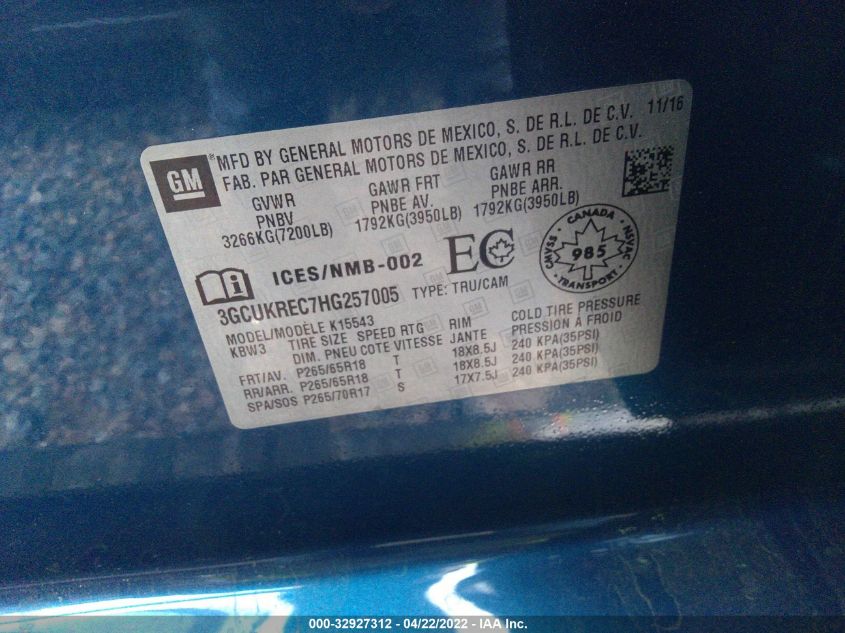 GM
MFD BY GENERAL MOTORS DE MEXICO, S. DE R.L. DE C.V. 11/16
FAB. PAR GENERAL MOTORS DE MEXICO, S. DE R.L. DE C.V.
GVWR GAWR FRT GAWR RR
PNBV PNBE AV. PNBE ARR.
3266KG(7200LB) 1792KG(3950LB) 1792KG(3950LB)
ICES/NMB-002
EC
CANADA
SSAMVC
NSVAC
985
TRANSPORT
3GCUKREC7HG257005 TYPE: TRU/CAM
MODEL/MODÈLE K15543
KBW3 TIRE SIZE SPEED RTG RIM COLD TIRE PRESSURE
DIM. PNEU COTE VITESSE JANTE PRESSION À FROID
FRT/AV. P265/65R18 T 18X8.5J 240 KPA(35PSI)
RR/ARR. P265/65R18 T 18X8.5J 240 KPA(35PSI)
SPA/SOS P265/70R17 S 17X7.5J 240 KPA(35PSI)
000-32927312 - 04/22/2022 - IAA Inc.